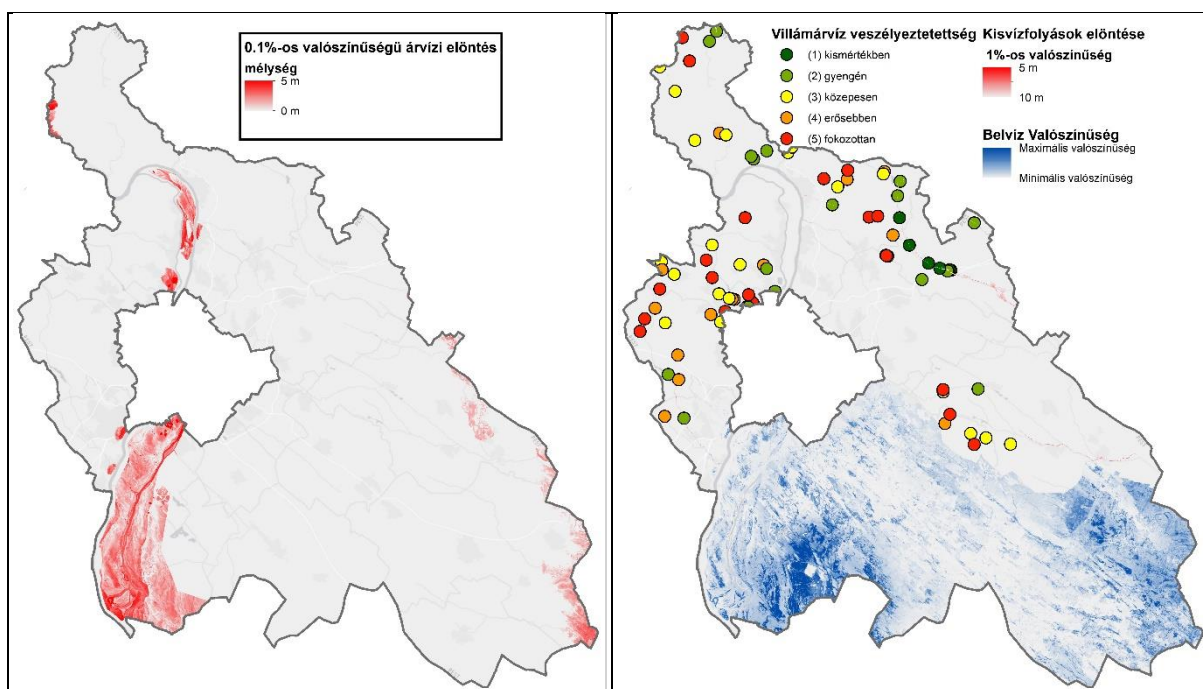 0.1%-os valószínűségű árvízi elöntés
mélység
5 m
0 m
Villámárvíz veszélyeztetettség
(1) kismértékben
(2) gyengén
(3) közepesen
(4) erősebben
(5) fokozottan
Kisvízfolyások elöntése
1%-os valószínűség
5 m
10 m
Belvíz Valószínűség
Maximális valószínűség
Minimális valószínűség